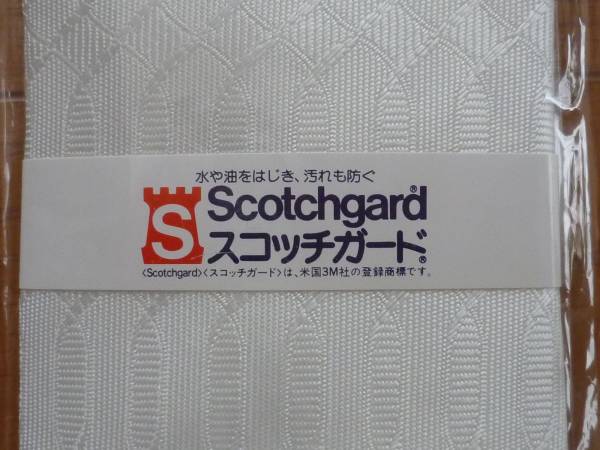 水や油をはじき、汚れも防ぐ
S Scotchgard®
スコッチガード®
〈Scotchgard〉〈スコッチガード〉は、米国3M社の登録商標です。